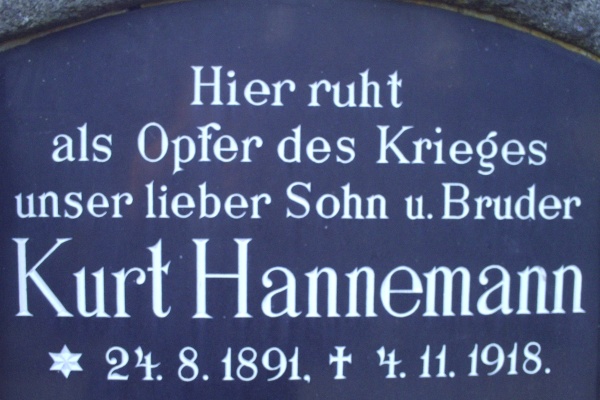 Hier ruht
als Opfer des Krieges
unser lieber Sohn u. Bruder
Kurt Hannemann
✶ 24. 8. 1891. ✝ 4. 11. 1918.